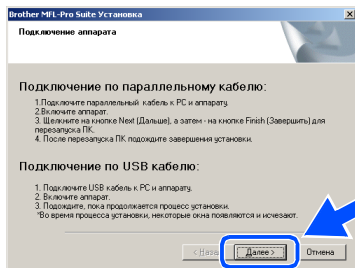 Brother MFL-Pro Suite Установка
Подключение аппарата
Подключение по параллельному кабелю:
1.Подключите параллельный кабель к PC и аппарату.
2.Включите аппарат.
3. Щелкните на кнопке Next (Дальше), а затем - на кнопке Finish (Завершить) для
перезапуска ПК.
4. После перезапуска ПК подождите завершения установки.
Подключение по USB кабелю:
1. Подключите USB кабель к PC и аппарату.
2. Включите аппарат.
3. Подождите, пока продолжается процесс установки.
*Во время процесса установки, некоторые окна появляются и исчезают.
< Назад Далее > Отмена